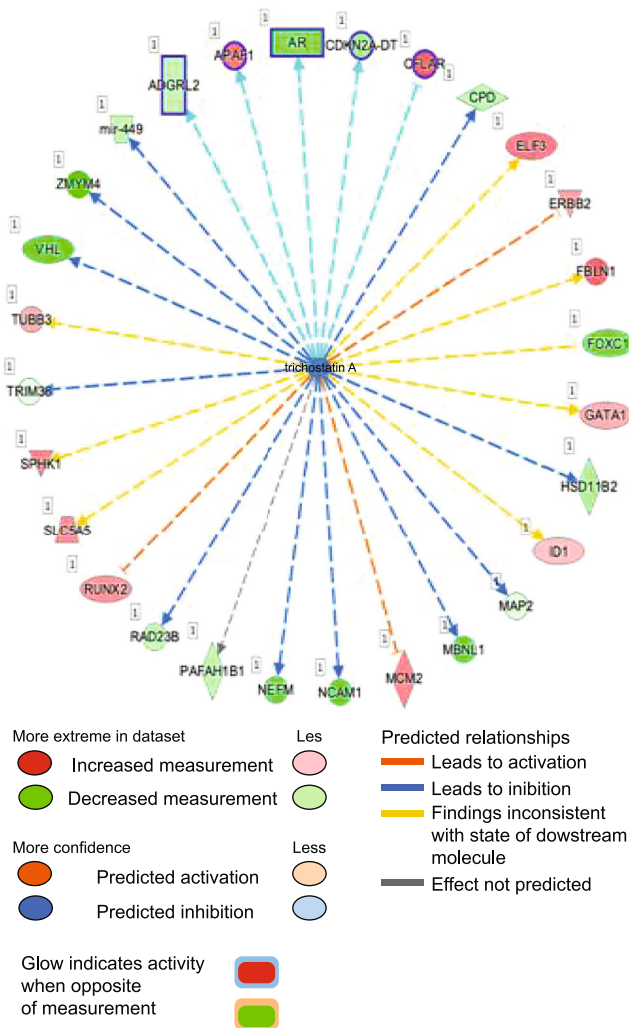 1
AR
1
APAF1
1
CDKN2A-DT
1
CFLAR
1
ADGRL2
1
CPD
1
mir-449
1
ELF3
1
ZMYM4
1
ERBB2
1
VHL
1
FBLN1
1
TUBB3
1
FOXC1
trichostatin A
1
TRIM38
1
GATA1
1
SPHK1
1
HSD11B2
1
SLC5A5
1
ID1
1
RUNX2
1
MAP2
1
RAD23B
1
MBNL1
1
PAFAH1B1
1
NEFM
1
NCAM1
1
MCM2
More extreme in dataset Les
Increased measurement
Decreased measurement
More confidence Less
Predicted activation
Predicted inhibition
Glow indicates activity
when opposite
of measurement
Predicted relationships
Leads to activation
Leads to inibition
Findings inconsistent
with state of dowstream
molecule
Effect not predicted